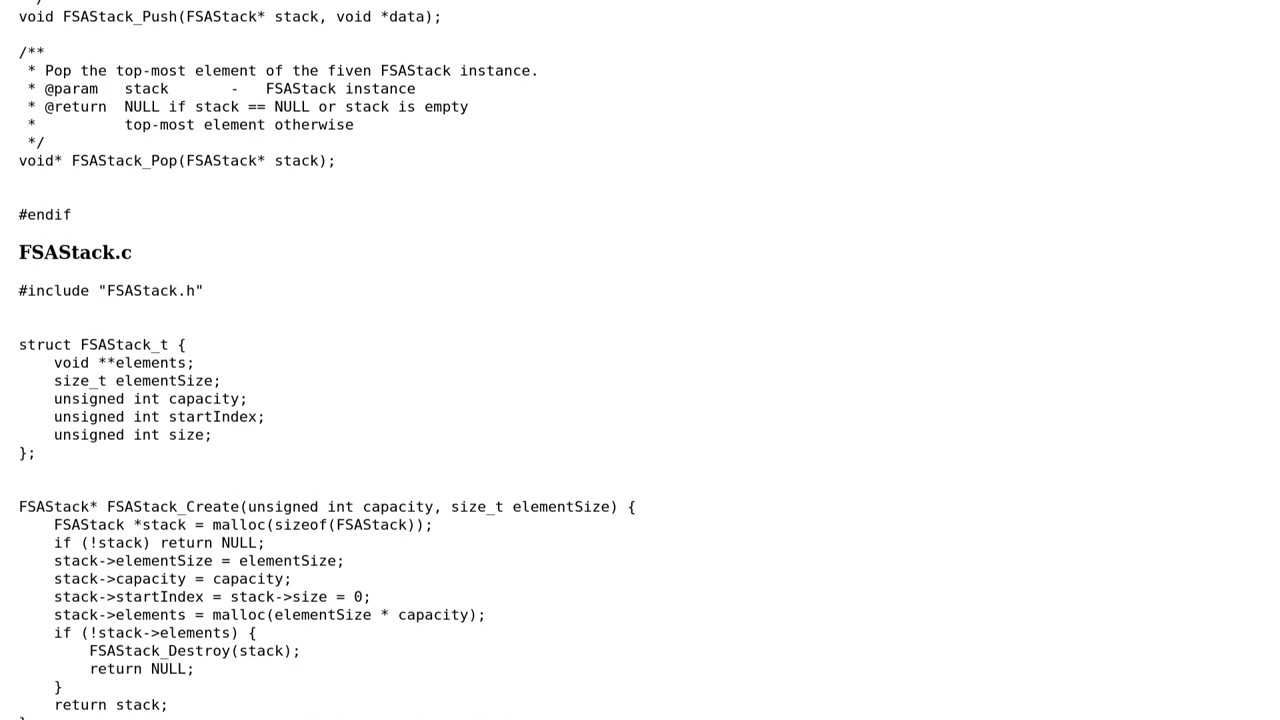 */
void FSAStack_Push(FSAStack* stack, void *data);
/**
 * Pop the top-most element of the fiven FSAStack instance.
 * @param   stack       -   FSAStack instance
 * @return  NULL if stack == NULL or stack is empty
 *          top-most element otherwise
 */
void* FSAStack_Pop(FSAStack* stack);
#endif
FSAStack.c
#include "FSAStack.h"
struct FSAStack_t {
    void **elements;
    size_t elementSize;
    unsigned int capacity;
    unsigned int startIndex;
    unsigned int size;
};
FSAStack* FSAStack_Create(unsigned int capacity, size_t elementSize) {
    FSAStack *stack = malloc(sizeof(FSAStack));
    if (!stack) return NULL;
    stack->elementSize = elementSize;
    stack->capacity = capacity;
    stack->startIndex = stack->size = 0;
    stack->elements = malloc(elementSize * capacity);
    if (!stack->elements) {
        FSAStack_Destroy(stack);
        return NULL;
    }
    return stack;
}